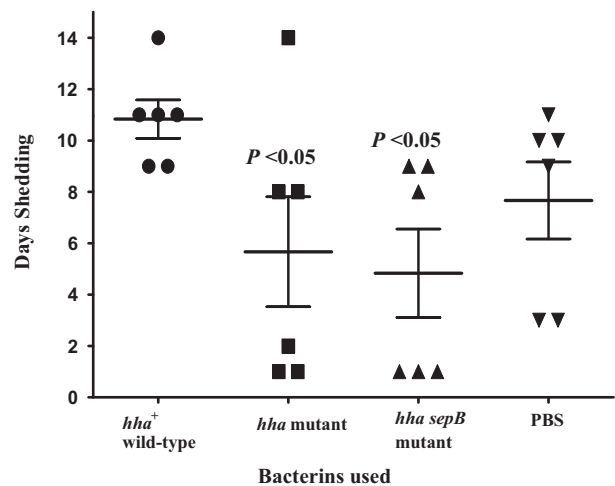 Days Shedding
14
12
10
8
6
4
2
0
P <0.05
P <0.05
hha+
wild-type
hha mutant
hha sepB
mutant
PBS
Bacterins used